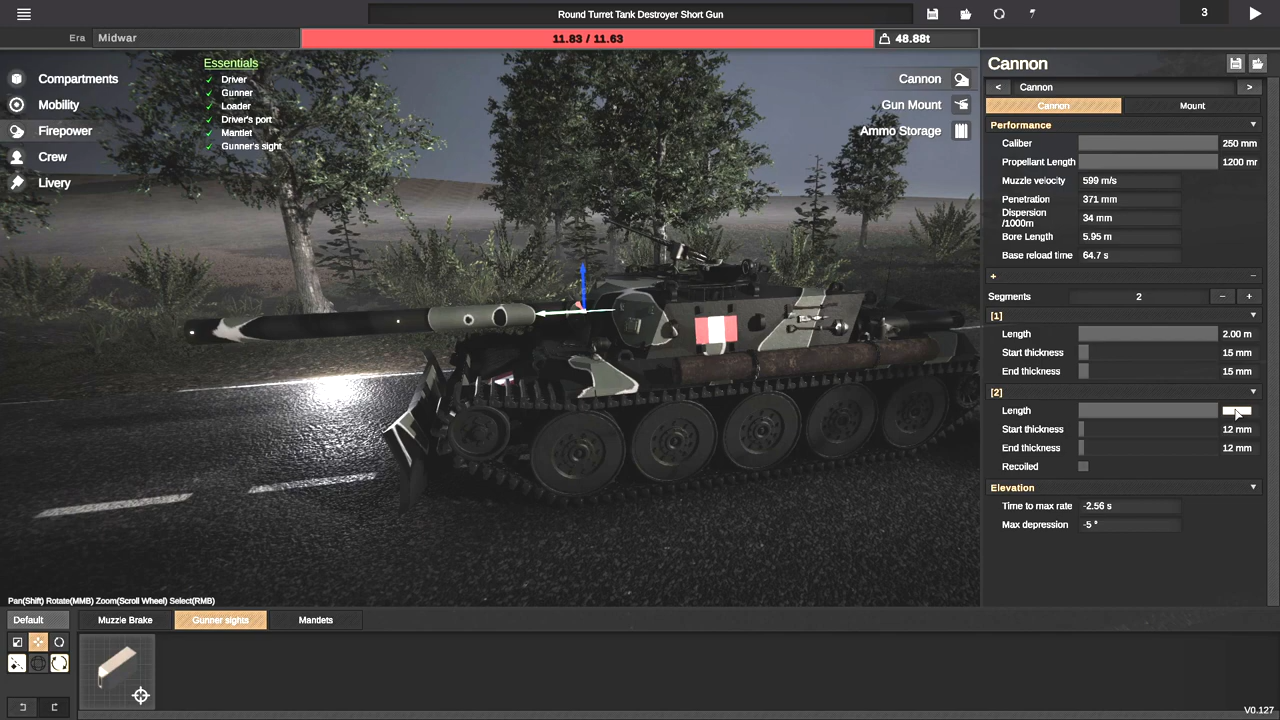 Round Turret Tank Destroyer Short Gun
3
Era
Midwar
11.83 / 11.63
48.88t
Compartments
Mobility
Firepower
Crew
Livery
Essentials
✓ Driver
✓ Gunner
✓ Loader
✓ Driver's port
✓ Mantlet
✓ Gunner's sight
Cannon
Gun Mount
Ammo Storage
Cannon
< Cannon >
Cannon Mount
Performance
Caliber 250 mm
Propellant Length 1200 mr
Muzzle velocity 599 m/s
Penetration 371 mm
Dispersion /1000m 34 mm
Bore Length 5.95 m
Base reload time 64.7 s
+ −
Segments 2 − +
[1]
Length 2.00 m
Start thickness 15 mm
End thickness 15 mm
[2]
Length
Start thickness 12 mm
End thickness 12 mm
Recoiled
Elevation
Time to max rate -2.56 s
Max depression -5 °
Pan(Shift) Rotate(MMB) Zoom(Scroll Wheel) Select(RMB)
Default
Muzzle Brake
Gunner sights
Mantlets
V0.127